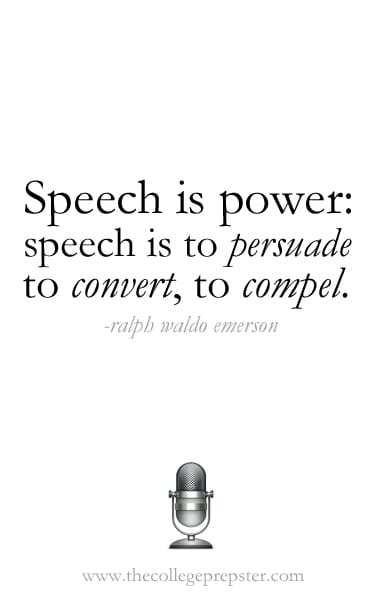 Speech is power:
speech is to persuade
to convert, to compel.
-ralph waldo emerson
www.thecollegeprepster.com